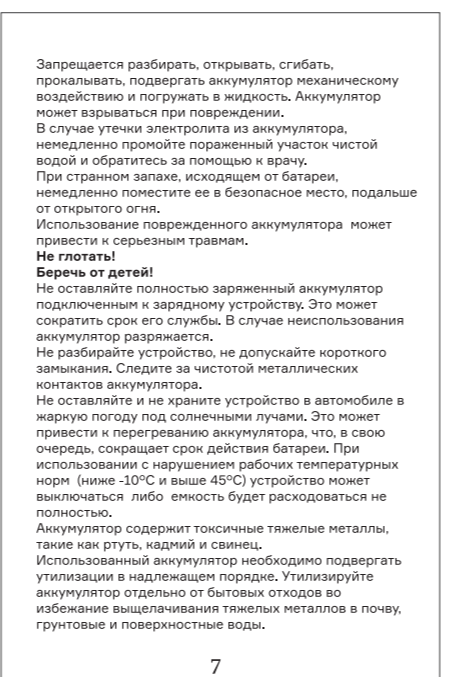 Запрещается разбирать, открывать, сгибать,
прокалывать, подвергать аккумулятор механическому
воздействию и погружать в жидкость. Аккумулятор
может взрываться при повреждении.
В случае утечки электролита из аккумулятора,
немедленно промойте пораженный участок чистой
водой и обратитесь за помощью к врачу.
При странном запахе, исходящем от батареи,
немедленно поместите ее в безопасное место, подальше
от открытого огня.
Использование поврежденного аккумулятора  может
привести к серьезным травмам.
Не глотать!
Беречь от детей!
Не оставляйте полностью заряженный аккумулятор
подключенным к зарядному устройству. Это может
сократить срок его службы. В случае неиспользования
аккумулятор разряжается.
Не разбирайте устройство, не допускайте короткого
замыкания. Следите за чистотой металлических
контактов аккумулятора.
Не оставляйте и не храните устройство в автомобиле в
жаркую погоду под солнечными лучами. Это может
привести к перегреванию аккумулятора, что, в свою
очередь, сокращает срок действия батареи. При
использовании с нарушением рабочих температурных
норм  (ниже -10ºС и выше 45ºС) устройство может
выключаться  либо  емкость будет расходоваться не
полностью.
Аккумулятор содержит токсичные тяжелые металлы,
такие как ртуть, кадмий и свинец.
Использованный аккумулятор необходимо подвергать
утилизации в надлежащем порядке. Утилизируйте
аккумулятор отдельно от бытовых отходов во
избежание выщелачивания тяжелых металлов в почву,
грунтовые и поверхностные воды.
7